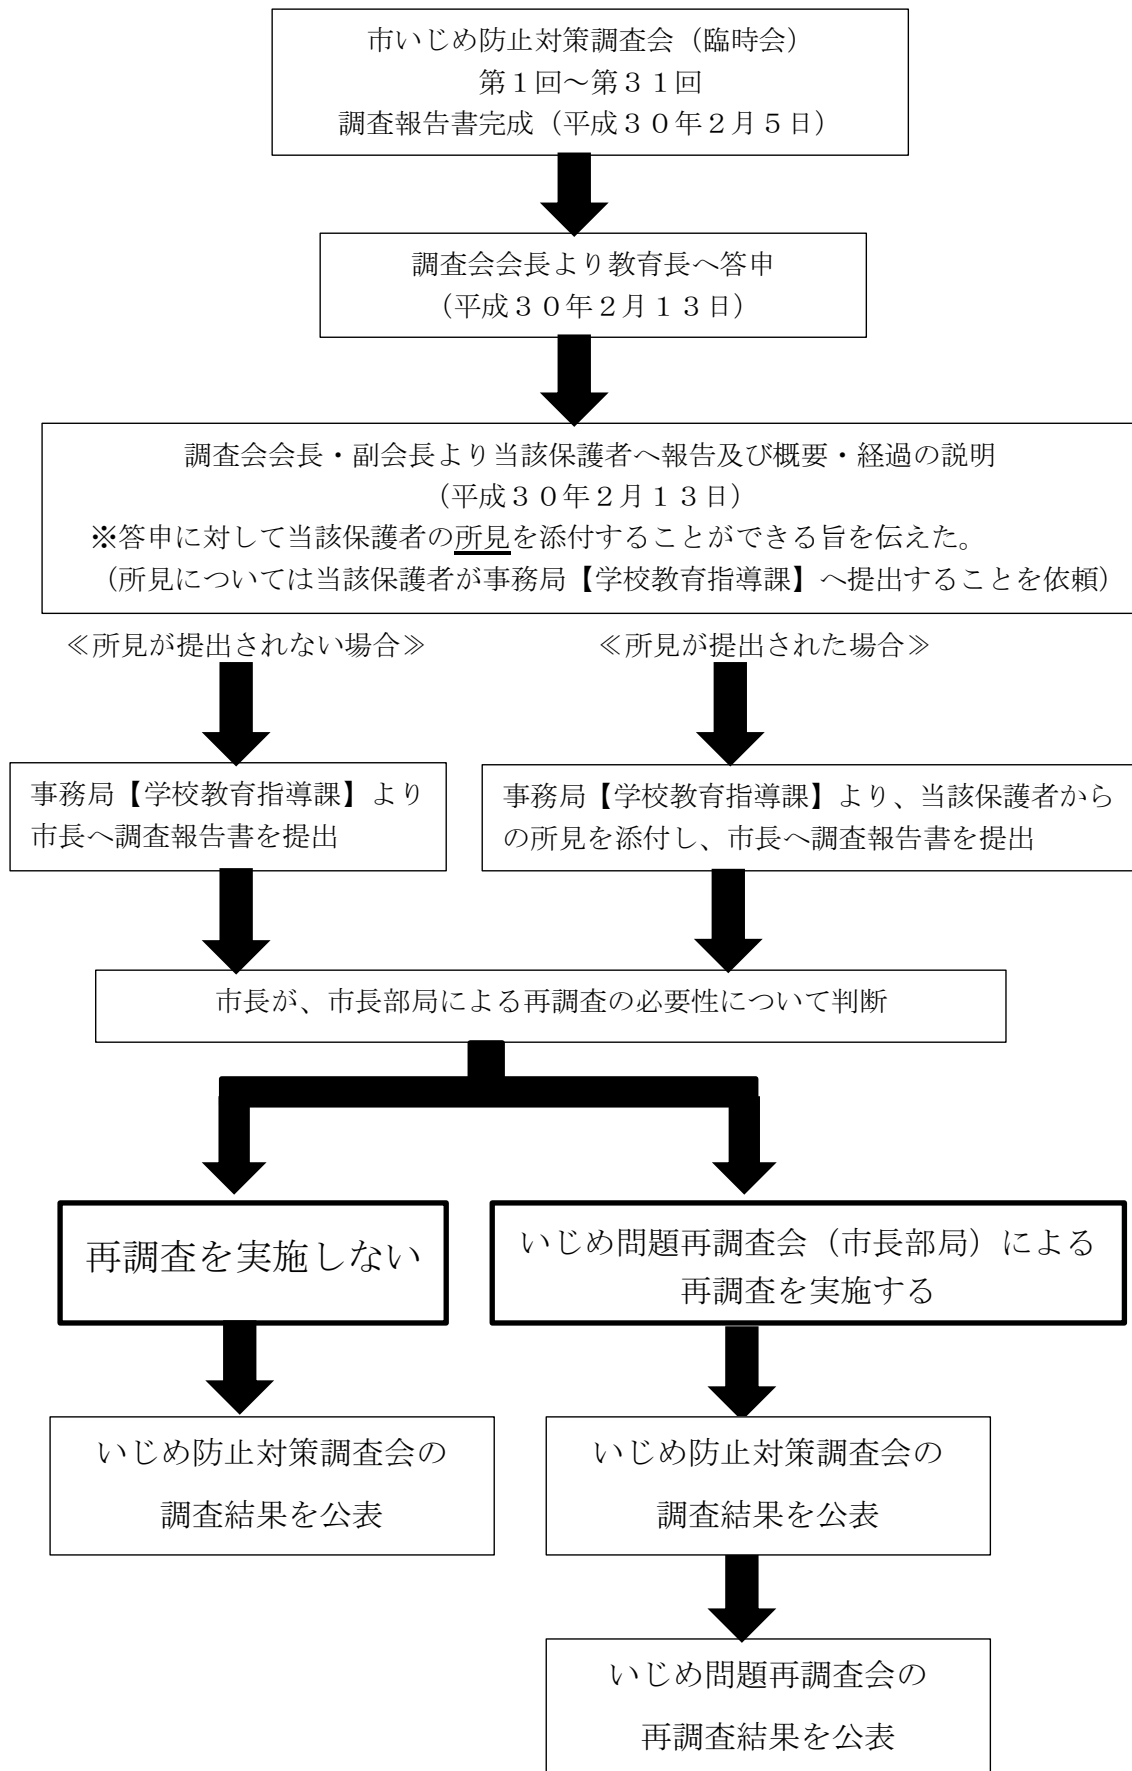 市いじめ防止対策調査会（臨時会）
第１回～第３１回
調査報告書完成（平成３０年２月５日）
調査会会長より教育長へ答申
（平成３０年２月１３日）
調査会会長・副会長より当該保護者へ報告及び概要・経過の説明
（平成３０年２月１３日）
※答申に対して当該保護者の所見を添付することができる旨を伝えた。
（所見については当該保護者が事務局【学校教育指導課】へ提出することを依頼）
≪所見が提出されない場合≫
≪所見が提出された場合≫
事務局【学校教育指導課】より
市長へ調査報告書を提出
事務局【学校教育指導課】より、当該保護者から
の所見を添付し、市長へ調査報告書を提出
市長が、市長部局による再調査の必要性について判断
再調査を実施しない
いじめ問題再調査会（市長部局）による
再調査を実施する
いじめ防止対策調査会の
調査結果を公表
いじめ防止対策調査会の
調査結果を公表
いじめ問題再調査会の
再調査結果を公表